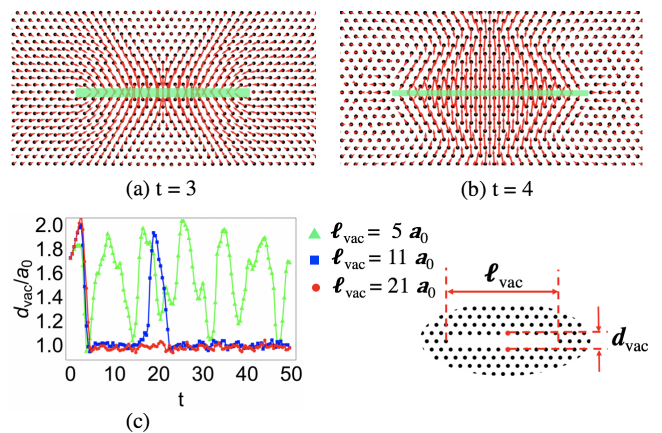 (a) t = 3
(b) t = 4
2.0
1.8
1.6
1.4
1.2
1.0
d_vac/a_0
0 10 20 30 40 50
t
(c)
ℓ_vac = 5 a_0
ℓ_vac = 11 a_0
ℓ_vac = 21 a_0
ℓ_vac
d_vac